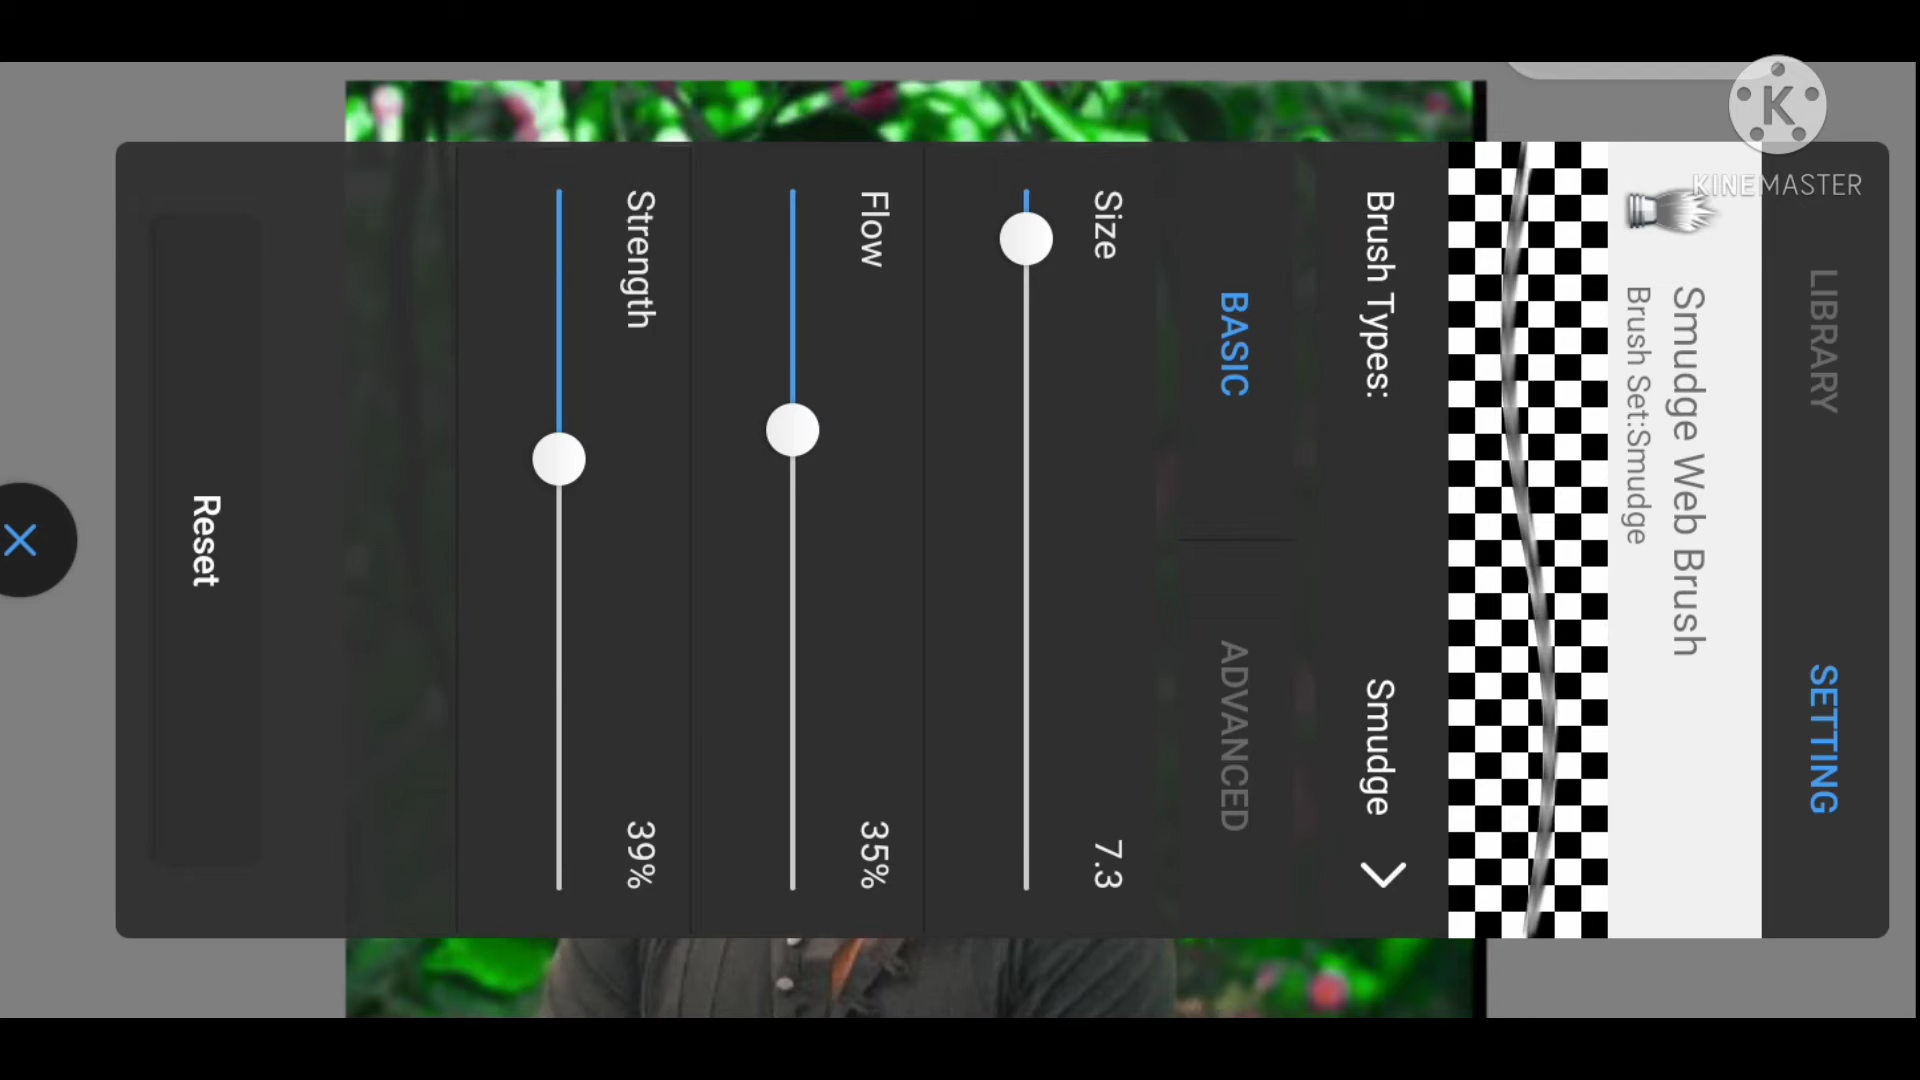 LIBRARY
SETTING
Smudge Web Brush
Brush Set:Smudge
Brush Types:
Smudge
BASIC
ADVANCED
Size
7.3
Flow
35%
Strength
39%
Reset
K
KINEMASTER